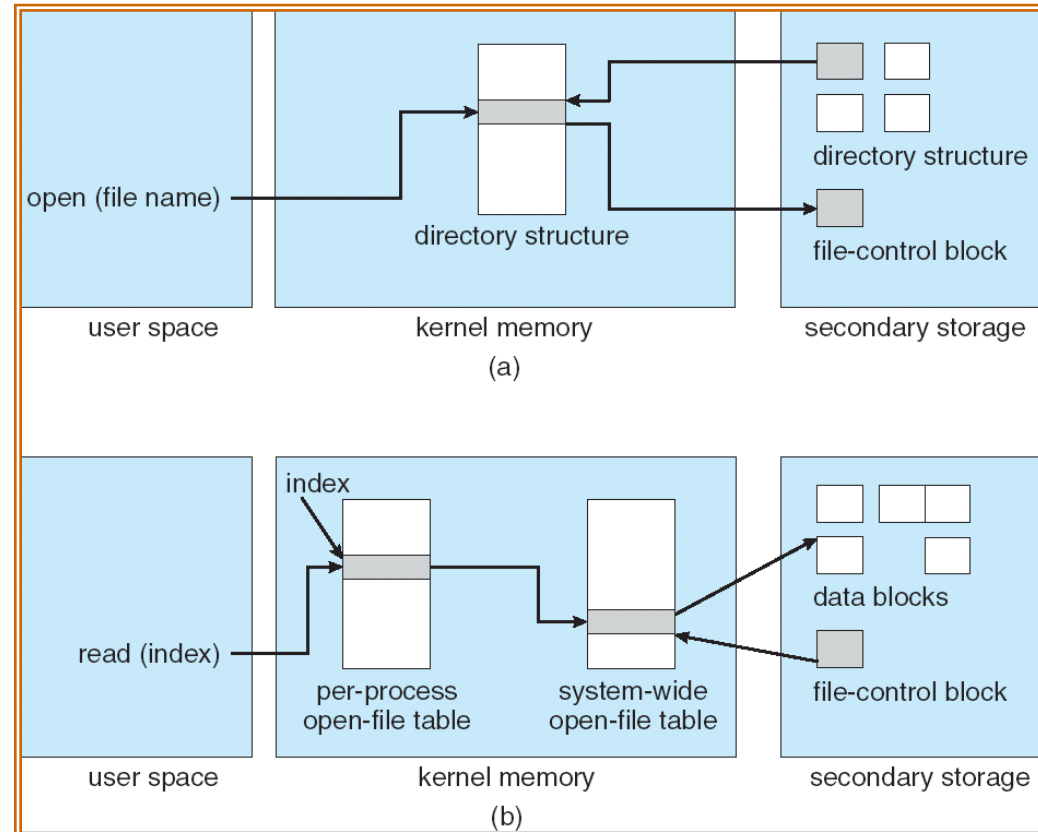 open (file name)
directory structure
directory structure
file-control block
user space
kernel memory
secondary storage
(a)
index
read (index)
per-process
open-file table
system-wide
open-file table
data blocks
file-control block
user space
kernel memory
secondary storage
(b)